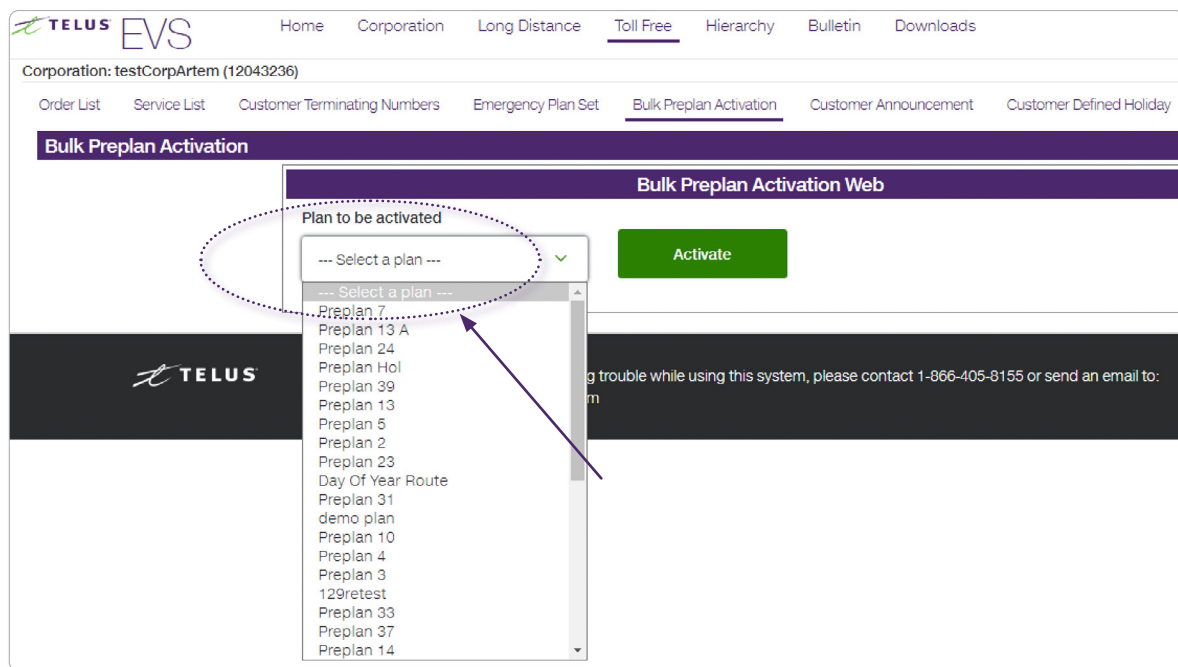 TELUS EVS Home Corporation Long Distance Toll Free Hierarchy Bulletin Downloads
Corporation: testCorpArtem (12043236)
Order List Service List Customer Terminating Numbers Emergency Plan Set Bulk Preplan Activation Customer Announcement Customer Defined Holiday
Bulk Preplan Activation
Bulk Preplan Activation Web
Plan to be activated
--- Select a plan ---
Activate
--- Select a plan ---
Preplan 7
Preplan 13 A
Preplan 24
Preplan Hol
Preplan 39
Preplan 13
Preplan 5
Preplan 2
Preplan 23
Day Of Year Route
Preplan 31
demo plan
Preplan 10
Preplan 4
Preplan 3
129retest
Preplan 33
Preplan 37
Preplan 14
TELUS
g trouble while using this system, please contact 1-866-405-8155 or send an email to:
m